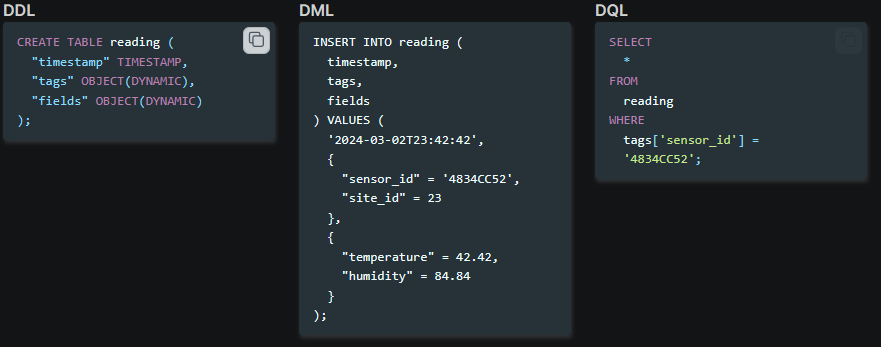 DDL
CREATE TABLE reading (
  "timestamp" TIMESTAMP,
  "tags" OBJECT(DYNAMIC),
  "fields" OBJECT(DYNAMIC)
);
DML
INSERT INTO reading (
  timestamp,
  tags,
  fields
) VALUES (
  '2024-03-02T23:42:42',
  {
    "sensor_id" = '4834CC52',
    "site_id" = 23
  },
  {
    "temperature" = 42.42,
    "humidity" = 84.84
  }
);
DQL
SELECT
  *
FROM
  reading
WHERE
  tags['sensor_id'] =
  '4834CC52';